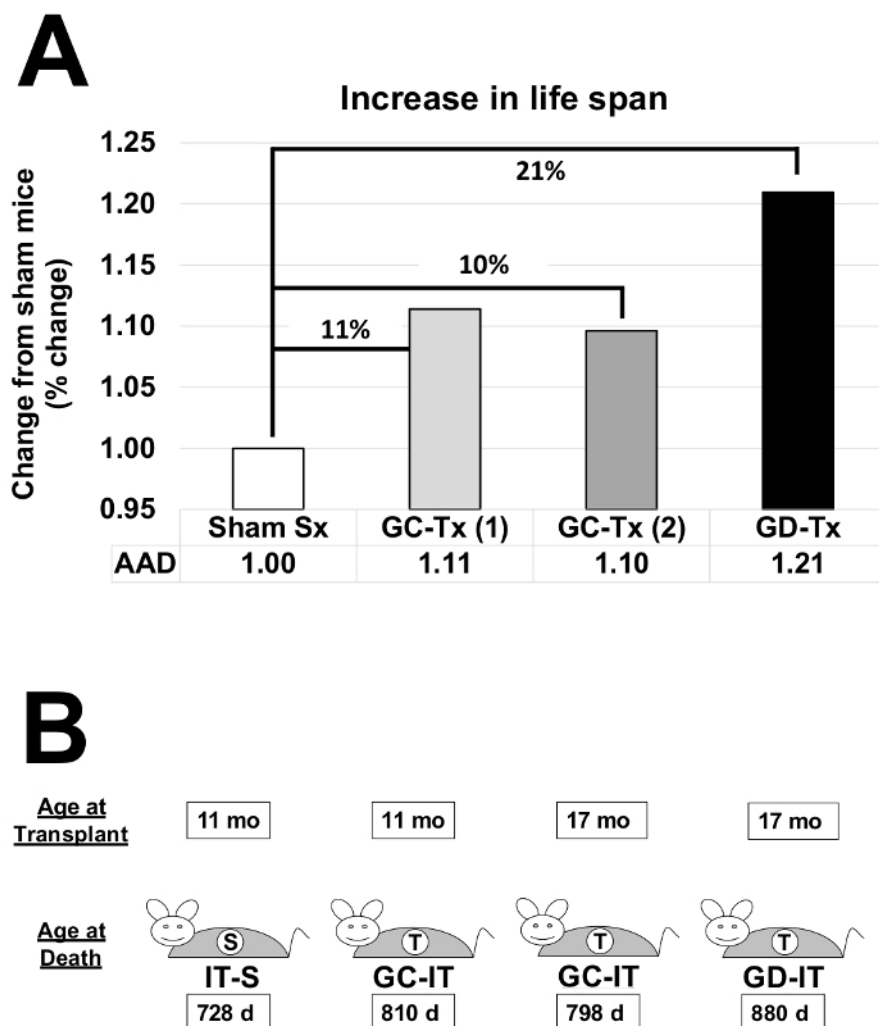 A
Increase in life span
Change from sham mice
(% change)
1.25
1.20
1.15
1.10
1.05
1.00
0.95
21%
10%
11%
Sham Sx GC-Tx (1) GC-Tx (2) GD-Tx
AAD 1.00 1.11 1.10 1.21
B
Age at
Transplant
11 mo 11 mo 17 mo 17 mo
Age at
Death
S T T T
IT-S GC-IT GC-IT GD-IT
728 d 810 d 798 d 880 d